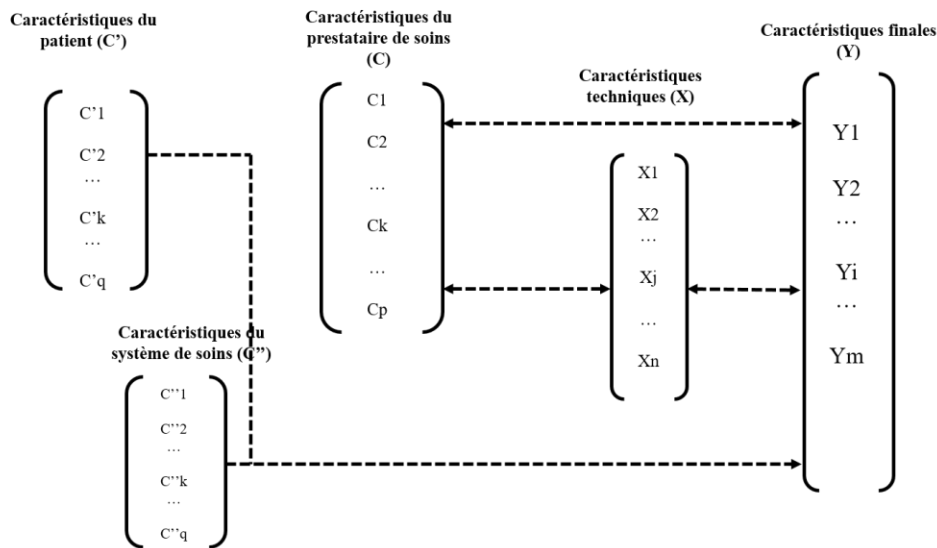 Caractéristiques du
patient (C’)
C’1
C’2
…
C’k
…
C’q
Caractéristiques du
système de soins (C’’)
C’’1
C’’2
…
C’’k
…
C’’q
Caractéristiques du
prestataire de soins
(C)
C1
C2
…
Ck
…
Cp
Caractéristiques
techniques (X)
X1
X2
…
Xj
…
Xn
Caractéristiques finales
(Y)
Y1
Y2
…
Yi
…
Ym